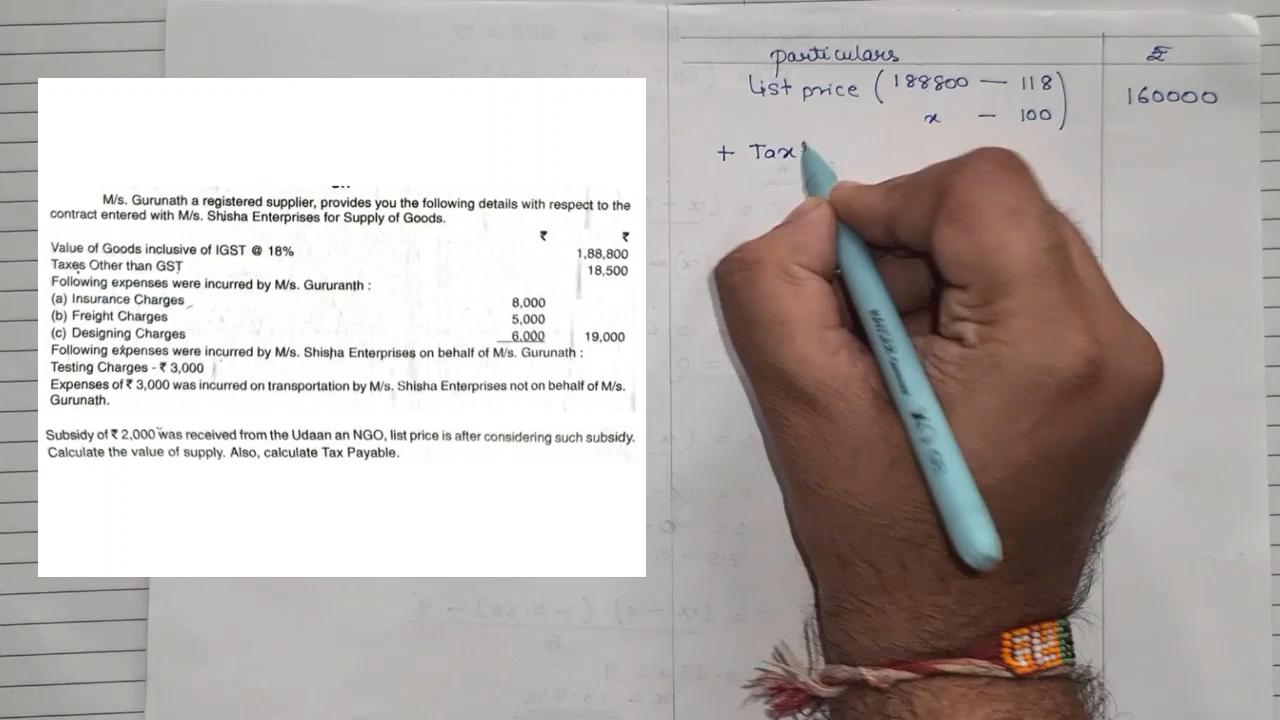 M/s. Gurunath a registered supplier, provides you the following details with respect to the
contract entered with M/s. Shisha Enterprises for Supply of Goods.
₹ ₹
Value of Goods inclusive of IGST @ 18% 1,88,800
Taxes Other than GST 18,500
Following expenses were incurred by M/s. Gururanth :
(a) Insurance Charges 8,000
(b) Freight Charges 5,000
(c) Designing Charges 6.000 19,000
Following expenses were incurred by M/s. Shisha Enterprises on behalf of M/s. Gurunath :
Testing Charges - ₹ 3,000
Expenses of ₹ 3,000 was incurred on transportation by M/s. Shisha Enterprises not on behalf of M/s.
Gurunath.
Subsidy of ₹ 2,000 was received from the Udaan an NGO, list price is after considering such subsidy.
Calculate the value of supply. Also, calculate Tax Payable.
particulars ₹
List price (188800 — 118 160000
x — 100)
+ Tax